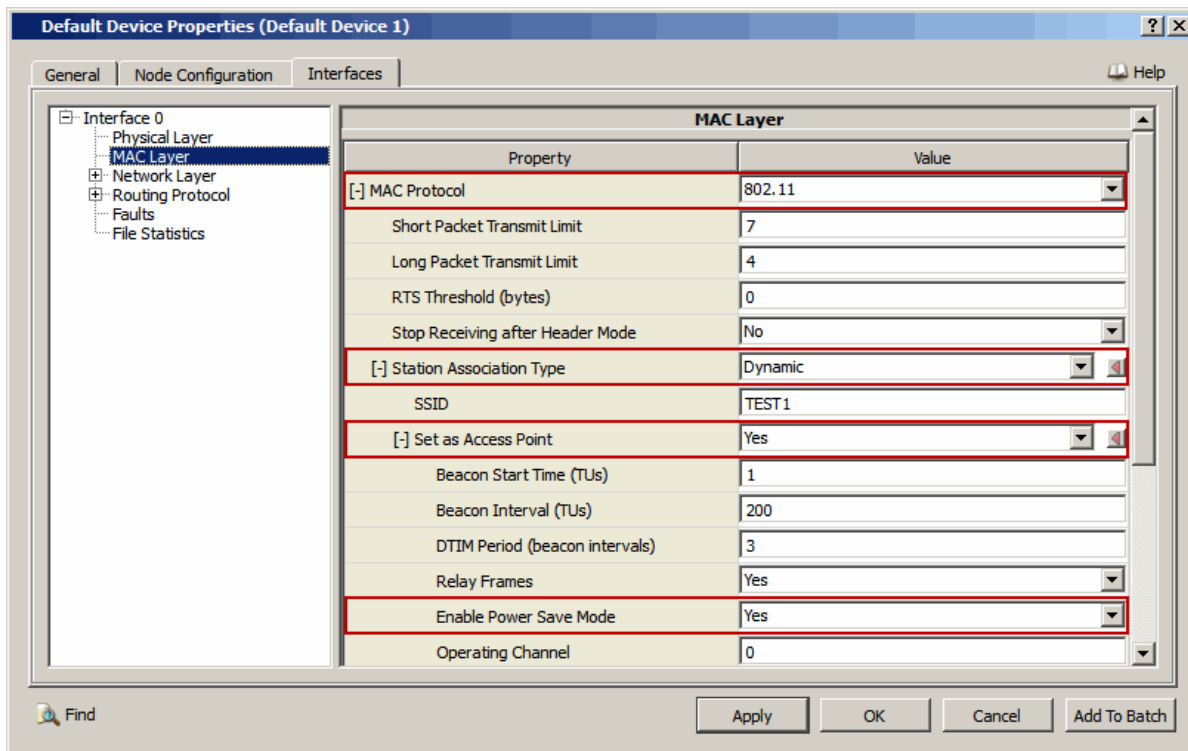 Default Device Properties (Default Device 1)
General Node Configuration Interfaces Help
Interface 0
Physical Layer
MAC Layer
Network Layer
Routing Protocol
Faults
File Statistics
MAC Layer
Property Value
[-] MAC Protocol 802.11
Short Packet Transmit Limit 7
Long Packet Transmit Limit 4
RTS Threshold (bytes) 0
Stop Receiving after Header Mode No
[-] Station Association Type Dynamic
SSID TEST1
[-] Set as Access Point Yes
Beacon Start Time (TUs) 1
Beacon Interval (TUs) 200
DTIM Period (beacon intervals) 3
Relay Frames Yes
Enable Power Save Mode Yes
Operating Channel 0
Find Apply OK Cancel Add To Batch